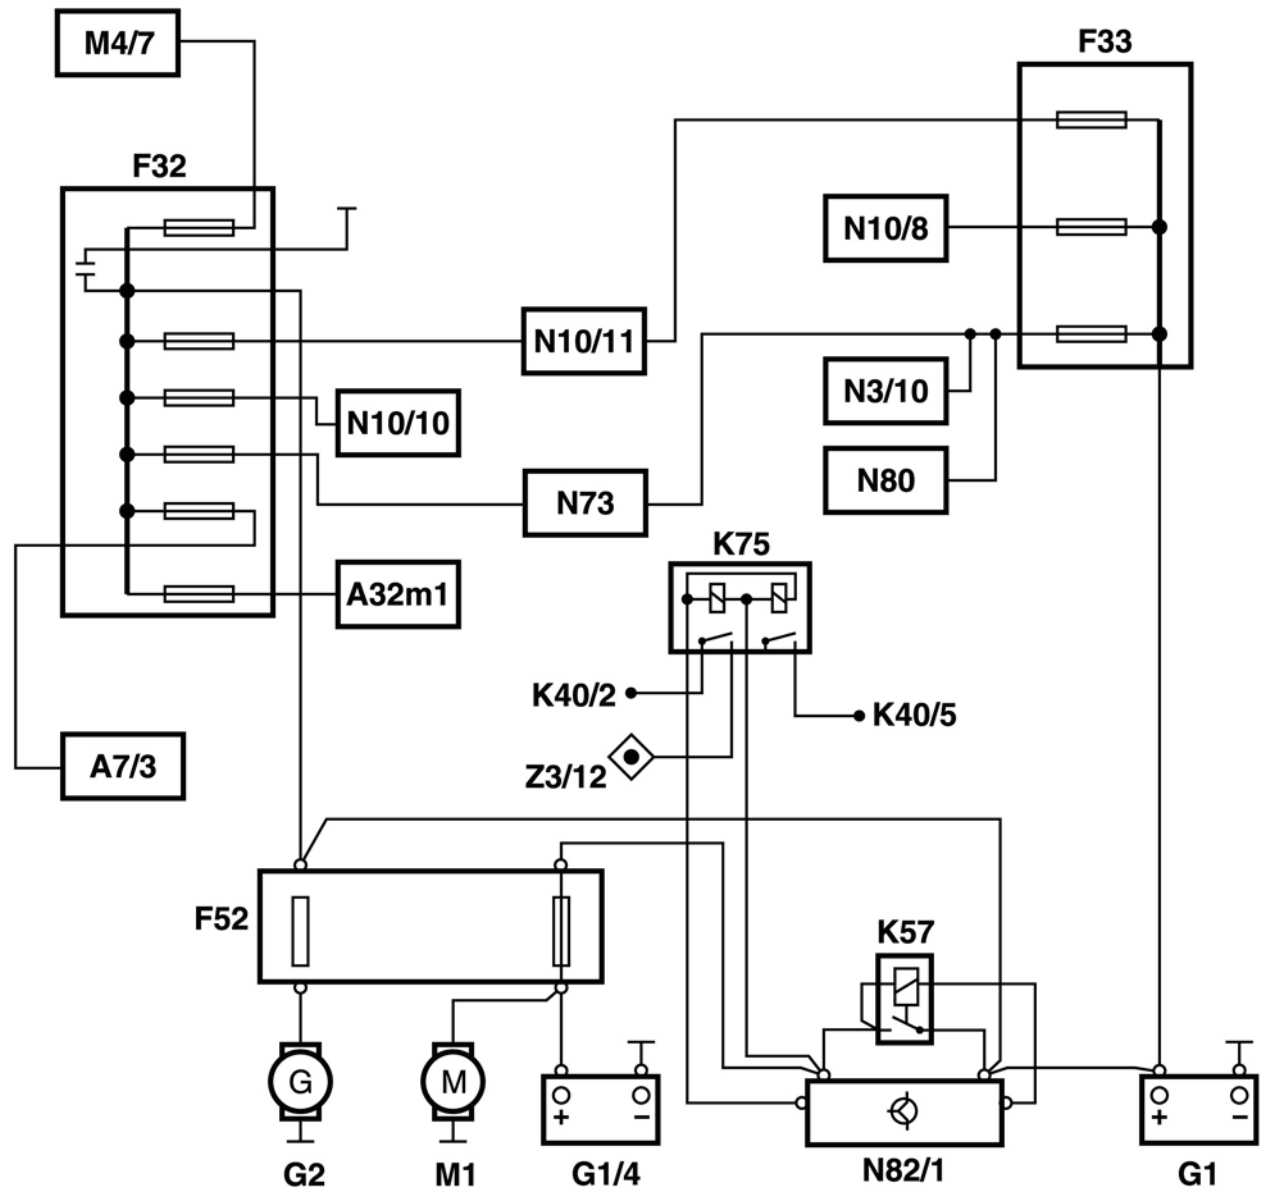 M4/7
F33
F32
N10/8
N10/11
N3/10
N10/10
N80
N73
K75
A32m1
K40/2
K40/5
A7/3
Z3/12
F52
K57
G
M
+
−
+
−
G2
M1
G1/4
N82/1
G1